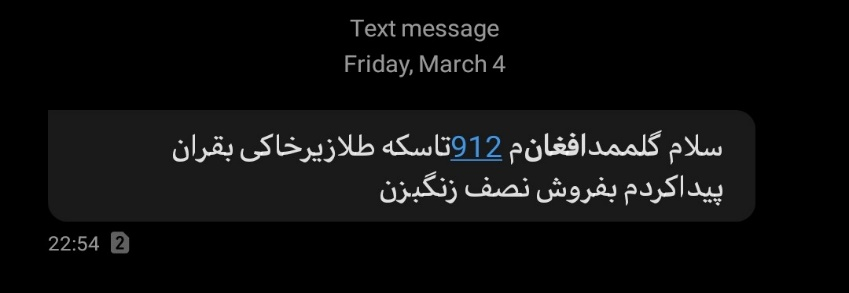 Text message
Friday, March 4
سلام گلممدافغانم 912تاسکه طلازیرخاکی بقران
پیداکردم بفروش نصف زنگبزن
22:54 2